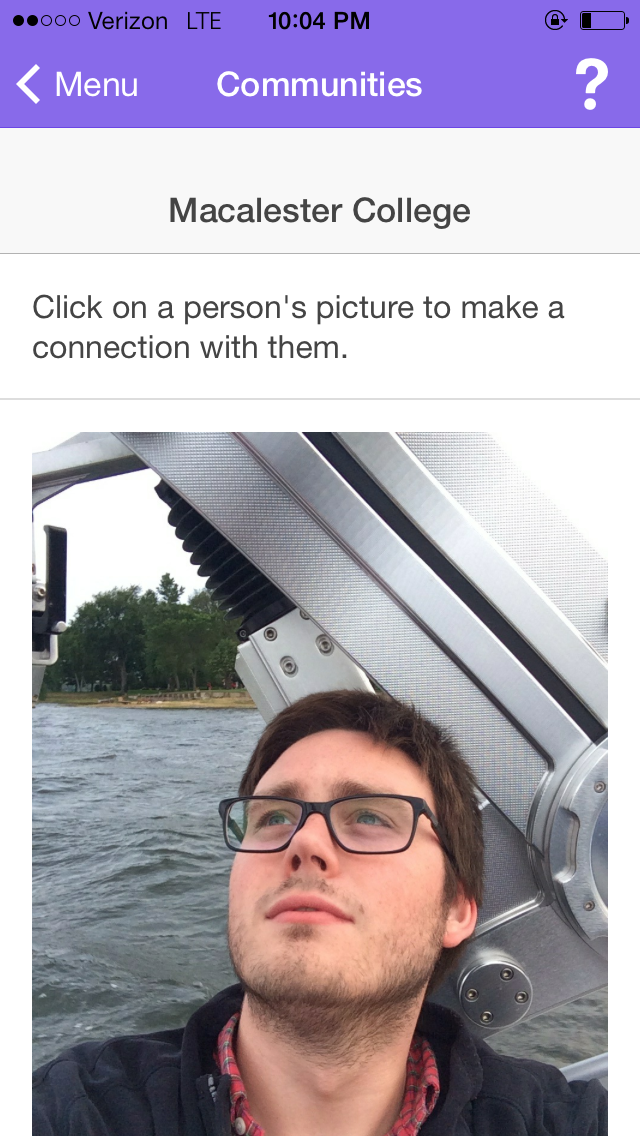 Verizon LTE 10:04 PM
Menu Communities ?
Macalester College
Click on a person's picture to make a
connection with them.